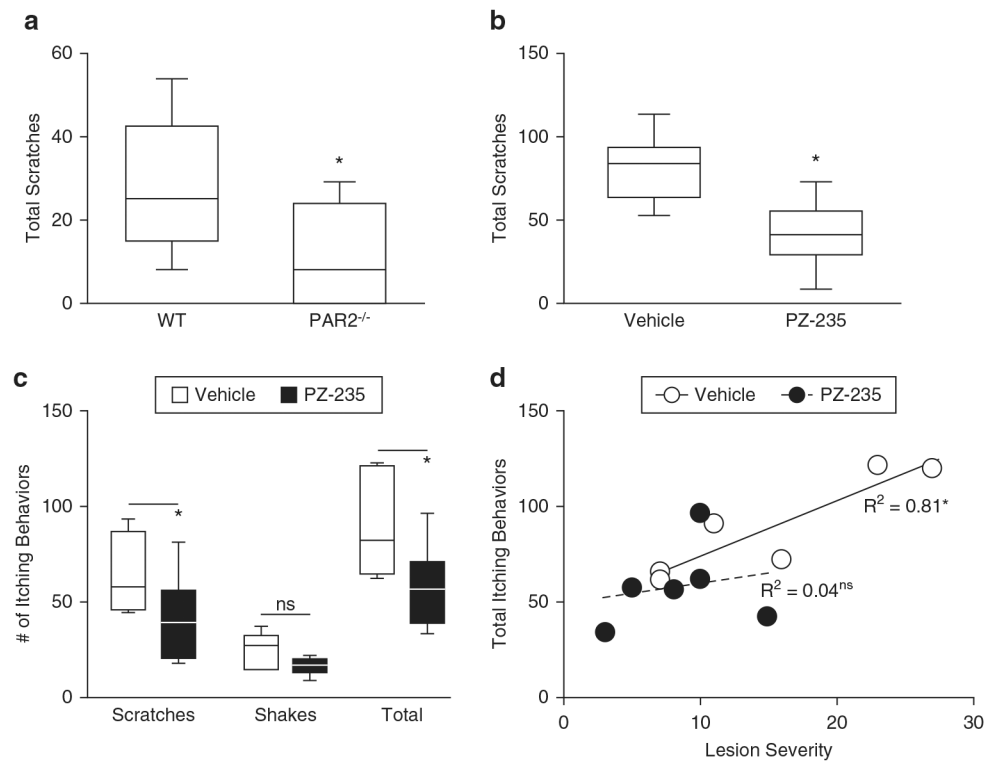 a
Total Scratches
60
40
20
0
*
WT
PAR2-/-
b
Total Scratches
150
100
50
0
*
Vehicle
PZ-235
c
Vehicle
PZ-235
# of Itching Behaviors
150
100
50
0
*
ns
*
Scratches
Shakes
Total
d
Vehicle
PZ-235
Total Itching Behaviors
150
100
50
0
R2 = 0.81*
R2 = 0.04ns
0
10
20
30
Lesion Severity